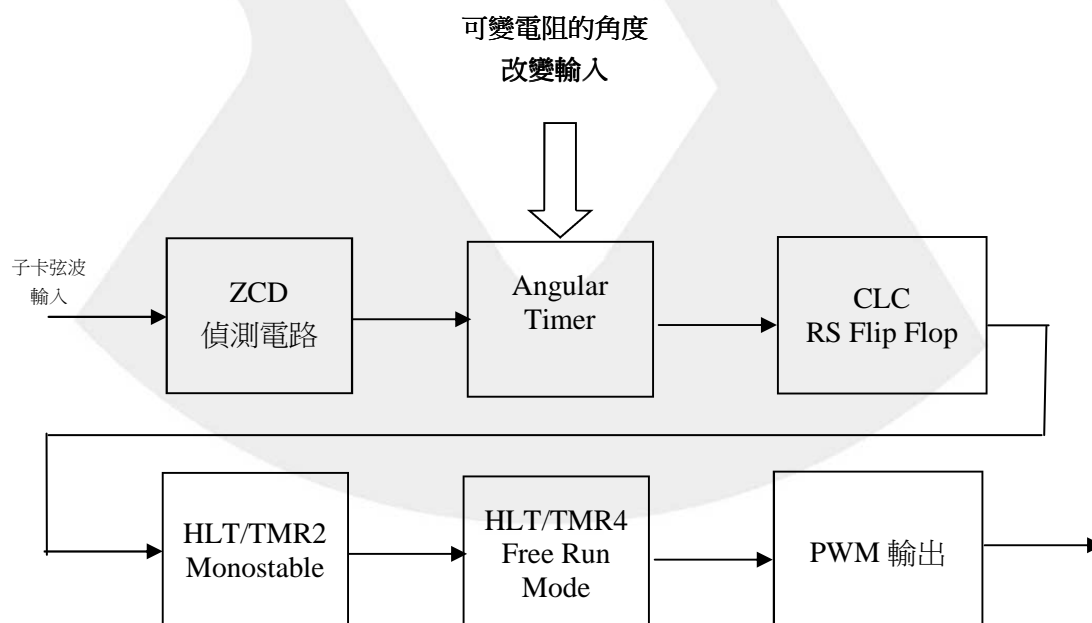 可變電阻的角度
改變輸入
子卡弦波
輸入
ZCD
偵測電路
Angular
Timer
CLC
RS Flip Flop
HLT/TMR2
Monostable
HLT/TMR4
Free Run
Mode
PWM 輸出